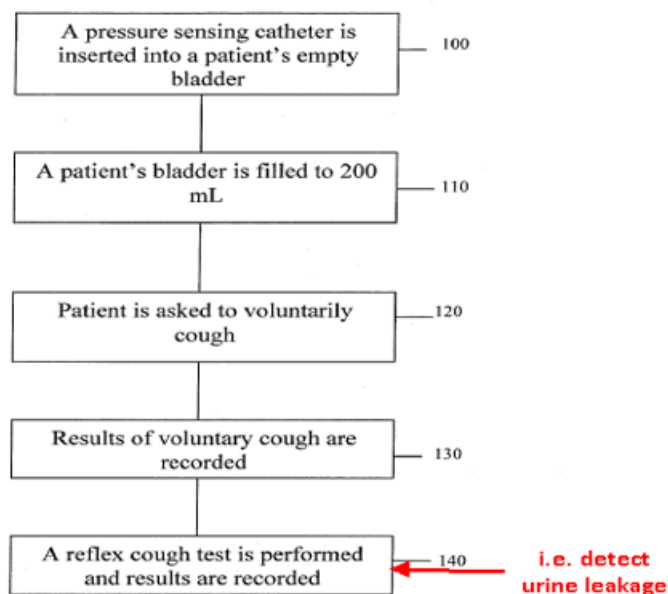 A pressure sensing catheter is
inserted into a patient's empty
bladder
100
A patient's bladder is filled to 200
mL
110
Patient is asked to voluntarily
cough
120
Results of voluntary cough are
recorded
130
A reflex cough test is performed
and results are recorded
140
i.e. detect
urine leakage